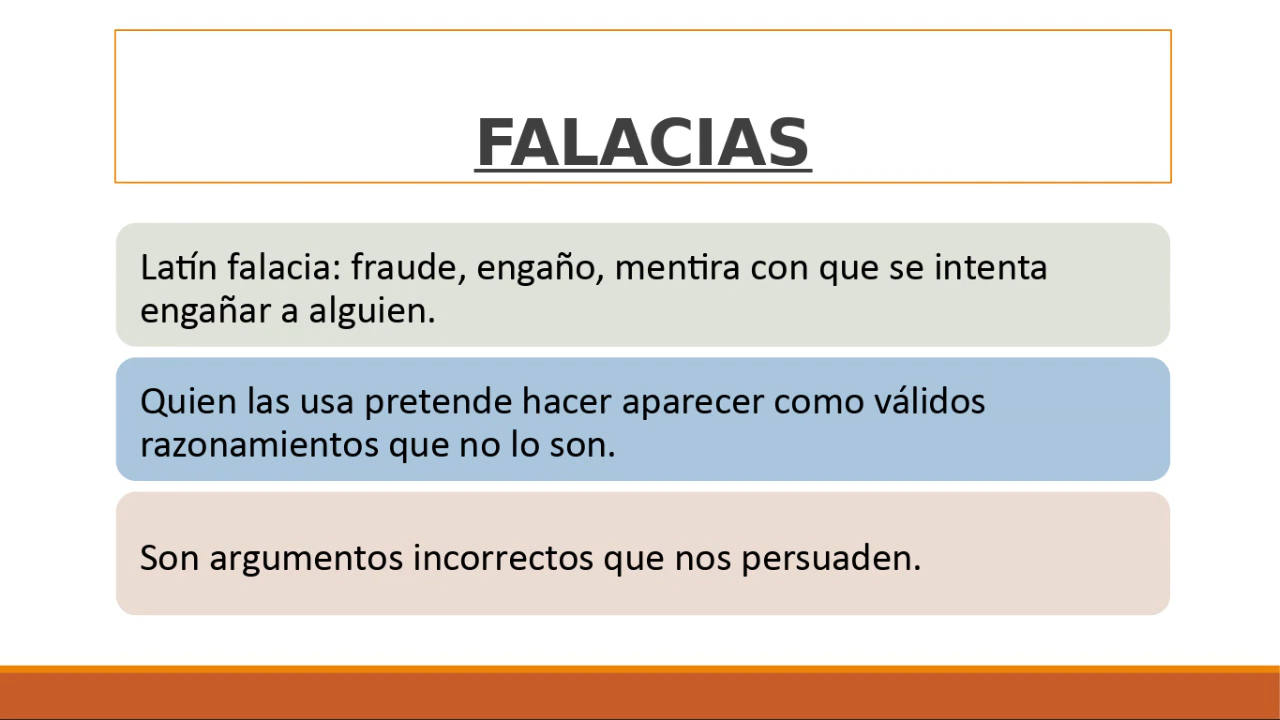 FALACIAS
Latín falacia: fraude, engaño, mentira con que se intenta
engañar a alguien.
Quien las usa pretende hacer aparecer como válidos
razonamientos que no lo son.
Son argumentos incorrectos que nos persuaden.